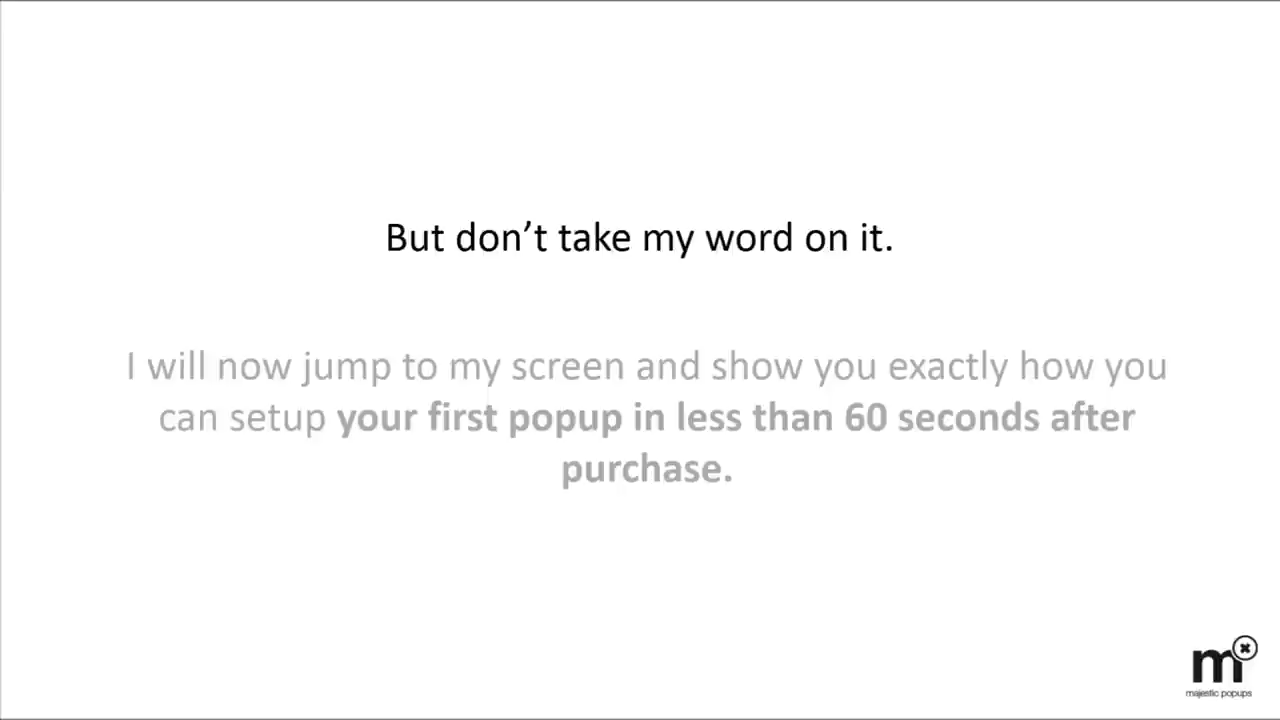 But don’t take my word on it.
I will now jump to my screen and show you exactly how you
can setup your first popup in less than 60 seconds after
purchase.
m
majestic popups